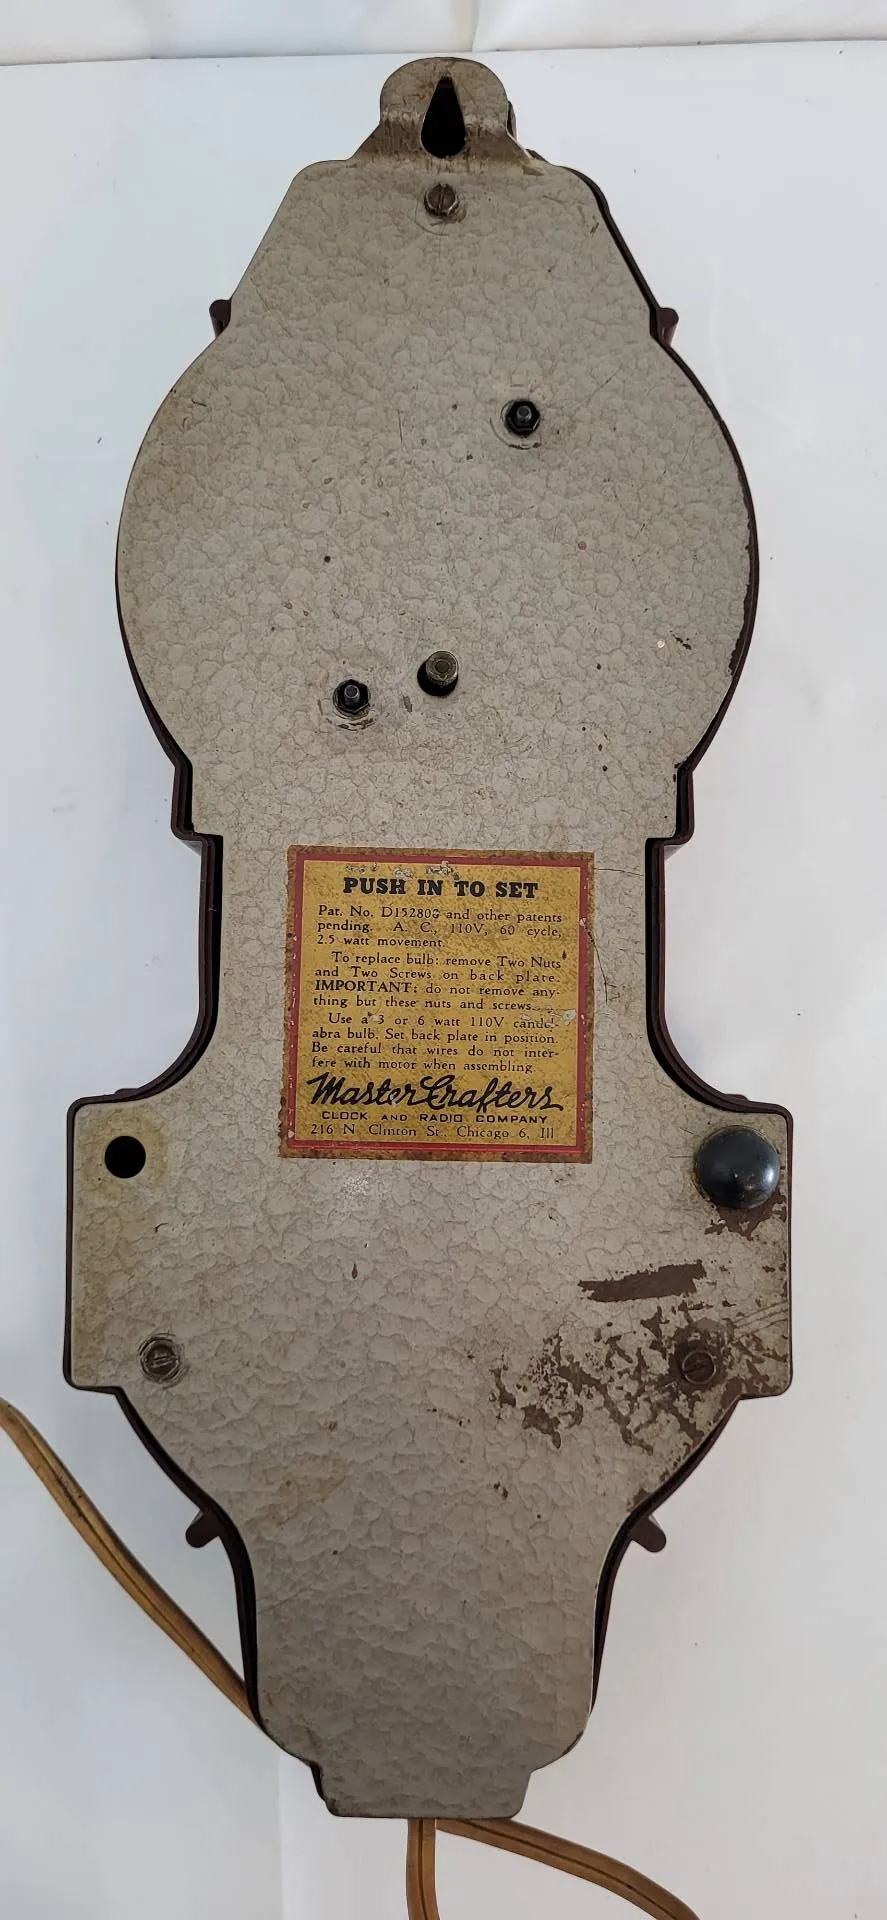 PUSH IN TO SET
Pat. No. and other patents
pending. A. C., 110V, 60 cycle,
2.5 watt movement.
To replace bulb: remove Two Nuts
and Two Screws on back plate.
IMPORTANT: do not remove any-
thing but these nuts and screws.
Use a 3 or 6 watt 110V candel-
abra bulb. Set back plate in position.
Be careful that wires do not inter-
fere with motor when assembling.
MasterCrafters
CLOCK AND RADIO COMPANY
216 N. Clinton St., Chicago 6, Ill